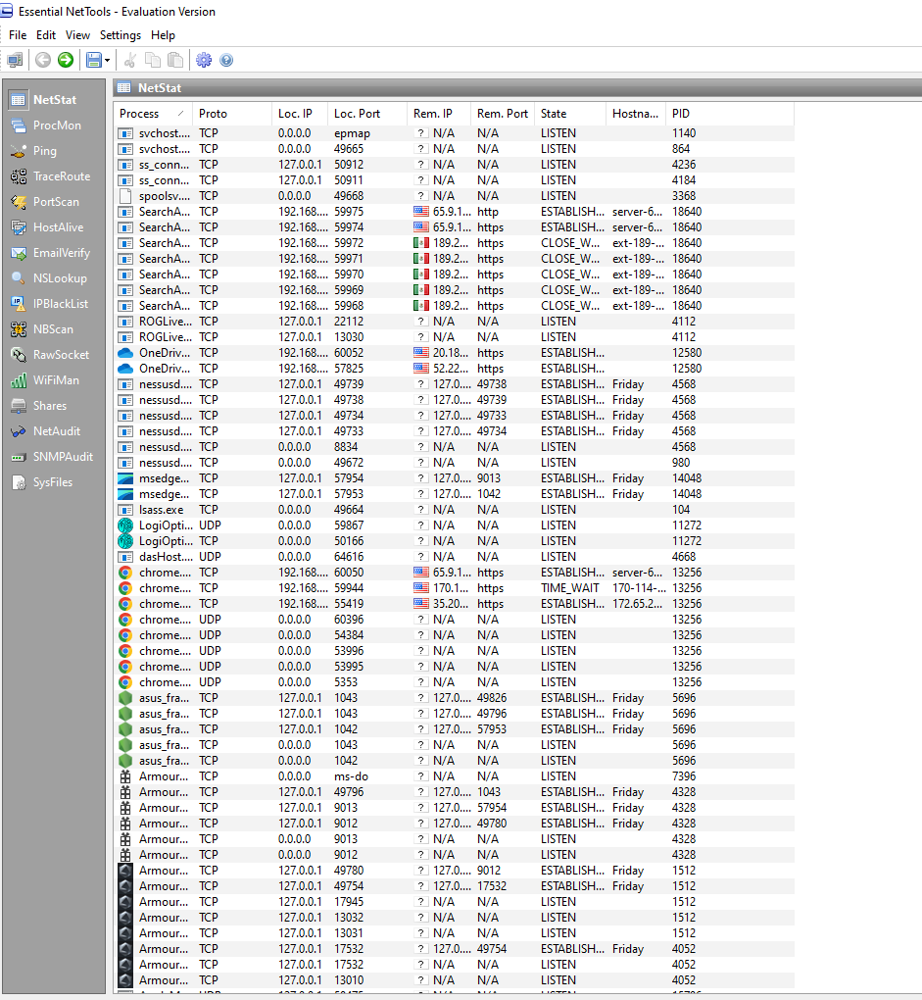 Essential NetTools - Evaluation Version
File Edit View Settings Help
NetStat
ProcMon
Ping
TraceRoute
PortScan
HostAlive
EmailVerify
NSLookup
IPBlackList
NBScan
RawSocket
WiFiMan
Shares
NetAudit
SNMPAudit
SysFiles
NetStat
Process Proto Loc. IP Loc. Port Rem. IP Rem. Port State Hostna... PID
svchost.... TCP 0.0.0.0 epmap ? N/A N/A LISTEN 1140
svchost.... TCP 0.0.0.0 49665 ? N/A N/A LISTEN 864
ss_conn... TCP 127.0.0.1 50912 ? N/A N/A LISTEN 4236
ss_conn... TCP 127.0.0.1 50911 ? N/A N/A LISTEN 4184
spoolsv.... TCP 0.0.0.0 49668 ? N/A N/A LISTEN 3368
SearchA... TCP 192.168.... 59975 65.9.1... http ESTABLISH... server-6... 18640
SearchA... TCP 192.168.... 59974 65.9.1... https ESTABLISH... server-6... 18640
SearchA... TCP 192.168.... 59972 189.2... https CLOSE_W... ext-189-... 18640
SearchA... TCP 192.168.... 59971 189.2... https CLOSE_W... ext-189-... 18640
SearchA... TCP 192.168.... 59970 189.2... https CLOSE_W... ext-189-... 18640
SearchA... TCP 192.168.... 59969 189.2... https CLOSE_W... ext-189-... 18640
SearchA... TCP 192.168.... 59968 189.2... https CLOSE_W... ext-189-... 18640
ROGLive... TCP 127.0.0.1 22112 ? N/A N/A LISTEN 4112
ROGLive... TCP 127.0.0.1 13030 ? N/A N/A LISTEN 4112
OneDriv... TCP 192.168.... 60052 20.18... https ESTABLISH... 12580
OneDriv... TCP 192.168.... 57825 52.22... https ESTABLISH... 12580
nessusd.... TCP 127.0.0.1 49739 ? 127.0.... 49738 ESTABLISH... Friday 4568
nessusd.... TCP 127.0.0.1 49738 ? 127.0.... 49739 ESTABLISH... Friday 4568
nessusd.... TCP 127.0.0.1 49734 ? 127.0.... 49733 ESTABLISH... Friday 4568
nessusd.... TCP 127.0.0.1 49733 ? 127.0.... 49734 ESTABLISH... Friday 4568
nessusd.... TCP 0.0.0.0 8834 ? N/A N/A LISTEN 4568
nessusd.... TCP 0.0.0.0 49672 ? N/A N/A LISTEN 980
msedge... TCP 127.0.0.1 57954 ? 127.0.... 9013 ESTABLISH... Friday 14048
msedge... TCP 127.0.0.1 57953 ? 127.0.... 1042 ESTABLISH... Friday 14048
lsass.exe TCP 0.0.0.0 49664 ? N/A N/A LISTEN 104
LogiOpti... UDP 0.0.0.0 59867 ? N/A N/A LISTEN 11272
LogiOpti... TCP 0.0.0.0 50166 ? N/A N/A LISTEN 11272
dasHost.... UDP 0.0.0.0 64616 ? N/A N/A LISTEN 4668
chrome.... TCP 192.168.... 60050 65.9.1... https ESTABLISH... server-6... 13256
chrome.... TCP 192.168.... 59944 170.1... https TIME_WAIT 170-114-... 13256
chrome.... TCP 192.168.... 55419 35.20... https ESTABLISH... 172.65.2... 13256
chrome.... UDP 0.0.0.0 60396 ? N/A N/A LISTEN 13256
chrome.... UDP 0.0.0.0 54384 ? N/A N/A LISTEN 13256
chrome.... UDP 0.0.0.0 53996 ? N/A N/A LISTEN 13256
chrome.... UDP 0.0.0.0 53995 ? N/A N/A LISTEN 13256
chrome.... UDP 0.0.0.0 5353 ? N/A N/A LISTEN 13256
asus_fra... TCP 127.0.0.1 1043 ? 127.0.... 49826 ESTABLISH... Friday 5696
asus_fra... TCP 127.0.0.1 1043 ? 127.0.... 49796 ESTABLISH... Friday 5696
asus_fra... TCP 127.0.0.1 1042 ? 127.0.... 57953 ESTABLISH... Friday 5696
asus_fra... TCP 0.0.0.0 1043 ? N/A N/A LISTEN 5696
asus_fra... TCP 0.0.0.0 1042 ? N/A N/A LISTEN 5696
Armour... TCP 0.0.0.0 ms-do ? N/A N/A LISTEN 7396
Armour... TCP 127.0.0.1 49796 ? 127.0.... 1043 ESTABLISH... Friday 4328
Armour... TCP 127.0.0.1 9013 ? 127.0.... 57954 ESTABLISH... Friday 4328
Armour... TCP 127.0.0.1 9012 ? 127.0.... 49780 ESTABLISH... Friday 4328
Armour... TCP 0.0.0.0 9013 ? N/A N/A LISTEN 4328
Armour... TCP 0.0.0.0 9012 ? N/A N/A LISTEN 4328
Armour... TCP 127.0.0.1 49780 ? 127.0.... 9012 ESTABLISH... Friday 1512
Armour... TCP 127.0.0.1 49754 ? 127.0.... 17532 ESTABLISH... Friday 1512
Armour... TCP 127.0.0.1 17945 ? N/A N/A LISTEN 1512
Armour... TCP 127.0.0.1 13032 ? N/A N/A LISTEN 1512
Armour... TCP 127.0.0.1 13031 ? N/A N/A LISTEN 1512
Armour... TCP 127.0.0.1 17532 ? 127.0.... 49754 ESTABLISH... Friday 4052
Armour... TCP 127.0.0.1 17532 ? N/A N/A LISTEN 4052
Armour... TCP 127.0.0.1 13010 ? N/A N/A LISTEN 4052